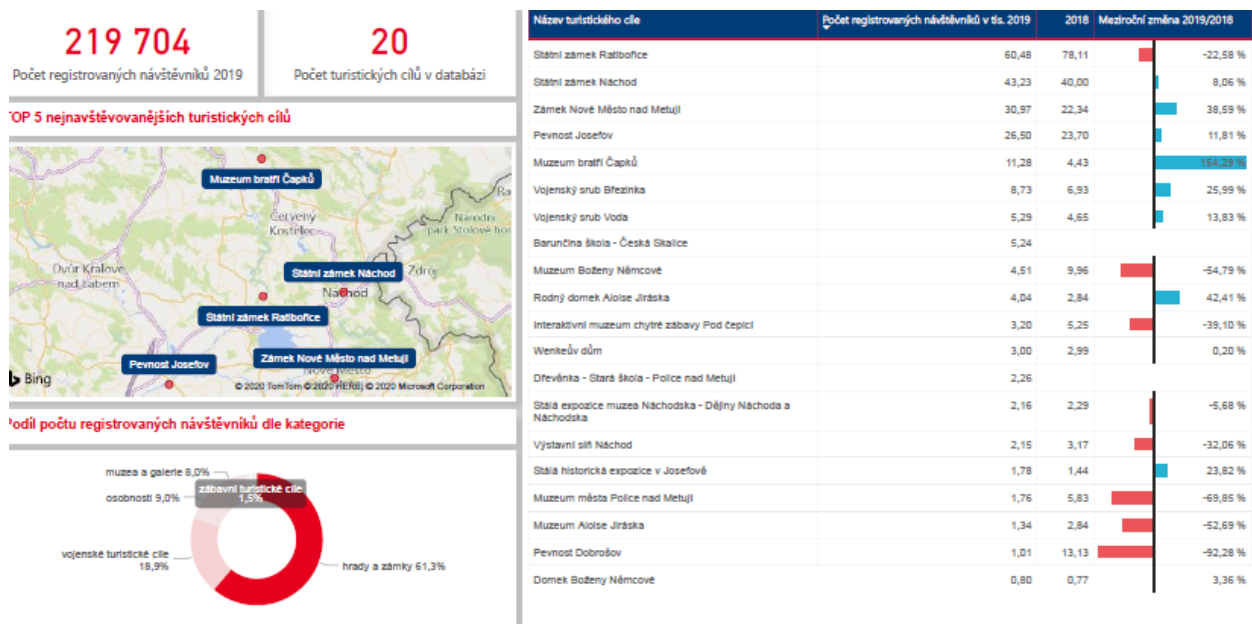 219 704
Počet registrovaných návštěvníků 2019
20
Počet turistických cílů v databázi
TOP 5 nejnavštěvovanějších turistických cílů
Muzeum bratří Čapků
Červený
Kostelec
Národní
park Stolové hor
Dvůr Králové
nad Labem
Státní zámek Náchod
Zdrój
Náchod
Státní zámek Ratibořice
Pevnost Josefov
Zámek Nové Město nad Metují
Nové Město
Bing
© 2020 TomTom © 2020 HERE, © 2020 Microsoft Corporation
Podíl počtu registrovaných návštěvníků dle kategorie
muzea a galerie 8,0%
zábavní turistické cíle
1,5%
osobnosti 9,0%
vojenské turistické cíle
18,9%
hrady a zámky 61,3%
Název turistického cíle Počet registrovaných návštěvníků v tis. 2019 2018 Meziroční změna 2019/2018
Státní zámek Ratibořice 60,48 78,11 -22,58 %
Státní zámek Náchod 43,23 40,00 8,06 %
Zámek Nové Město nad Metují 30,97 22,34 38,59 %
Pevnost Josefov 26,50 23,70 11,81 %
Muzeum bratří Čapků 11,28 4,43 154,29 %
Vojenský srub Březinka 8,73 6,93 25,99 %
Vojenský srub Voda 5,29 4,65 13,83 %
Barunčina škola - Česká Skalice 5,24
Muzeum Boženy Němcové 4,51 9,96 -54,79 %
Rodný domek Aloise Jiráska 4,04 2,84 42,41 %
Interaktivní muzeum chytré zábavy Pod čepicí 3,20 5,25 -39,10 %
Wenkeův dům 3,00 2,99 0,20 %
Dřevěnka - Stará škola - Police nad Metují 2,26
Stálá expozice muzea Náchodska - Dějiny Náchoda a
Náchodska 2,16 2,29 -5,68 %
Výstavní síň Náchod 2,15 3,17 -32,06 %
Stálá historická expozice v Josefově 1,78 1,44 23,82 %
Muzeum města Police nad Metují 1,76 5,83 -69,85 %
Muzeum Aloise Jiráska 1,34 2,84 -52,69 %
Pevnost Dobrošov 1,01 13,13 -92,28 %
Domek Boženy Němcové 0,80 0,77 3,36 %